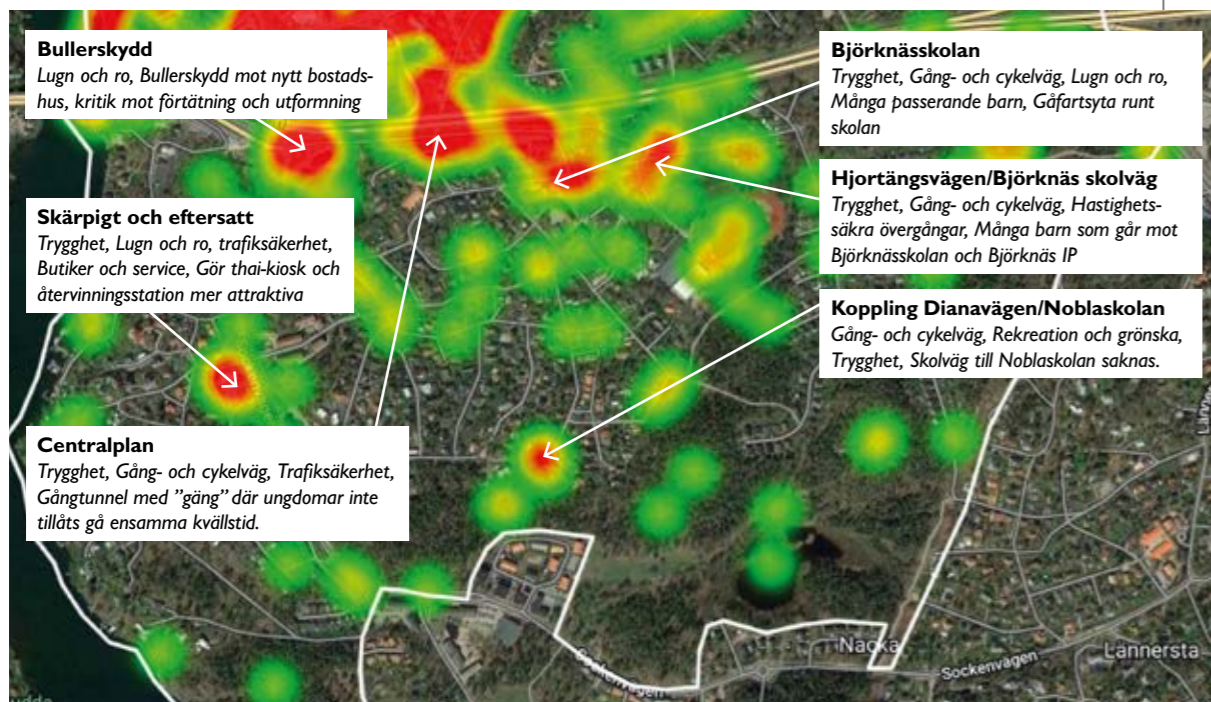 Bullerskydd
Lugn och ro, Bullerskydd mot nytt bostads-
hus, kritik mot förtätning och utformning
Skärpigt och eftersatt
Trygghet, Lugn och ro, trafiksäkerhet,
Butiker och service, Gör thai-kiosk och
återvinningsstation mer attraktiva
Centralplan
Trygghet, Gång- och cykelväg, Trafiksäkerhet,
Gångtunnel med ”gäng” där ungdomar inte
tillåts gå ensamma kvällstid.
Björknässkolan
Trygghet, Gång- och cykelväg, Lugn och ro,
Många passerande barn, Gåfartsyta runt
skolan
Hjortängsvägen/Björknäs skolväg
Trygghet, Gång- och cykelväg, Hastighets-
säkra övergångar, Många barn som går mot
Björknässkolan och Björknäs IP
Koppling Dianavägen/Noblaskolan
Gång- och cykelväg, Rekreation och grönska,
Trygghet, Skolväg till Noblaskolan saknas.
Nacka
Lännersta
Sockenvägen
Sockenvägen